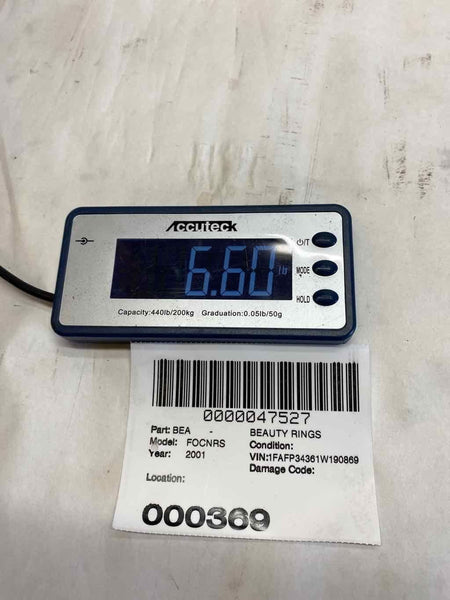 Accuteck
⏻/T
6.60 lb
MODE
HOLD
Capacity:440lb/200kg Graduation:0.05lb/50g
0000047527
Part: BEA - BEAUTY RINGS
Model: FOCNRS Condition:
Year: 2001 VIN:1FAFP34361W190869
Damage Code:
Location:
000369